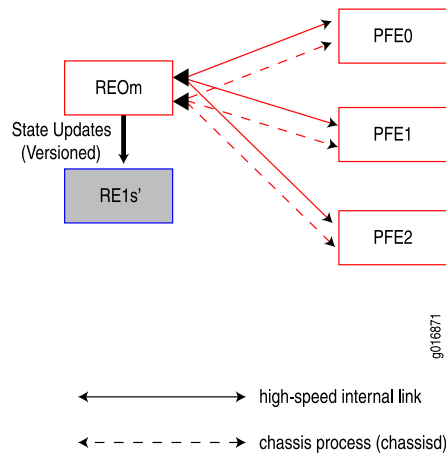 PFE0
REOm
PFE1
State Updates
(Versioned)
RE1s’
PFE2
g016871
high-speed internal link
chassis process (chassisd)